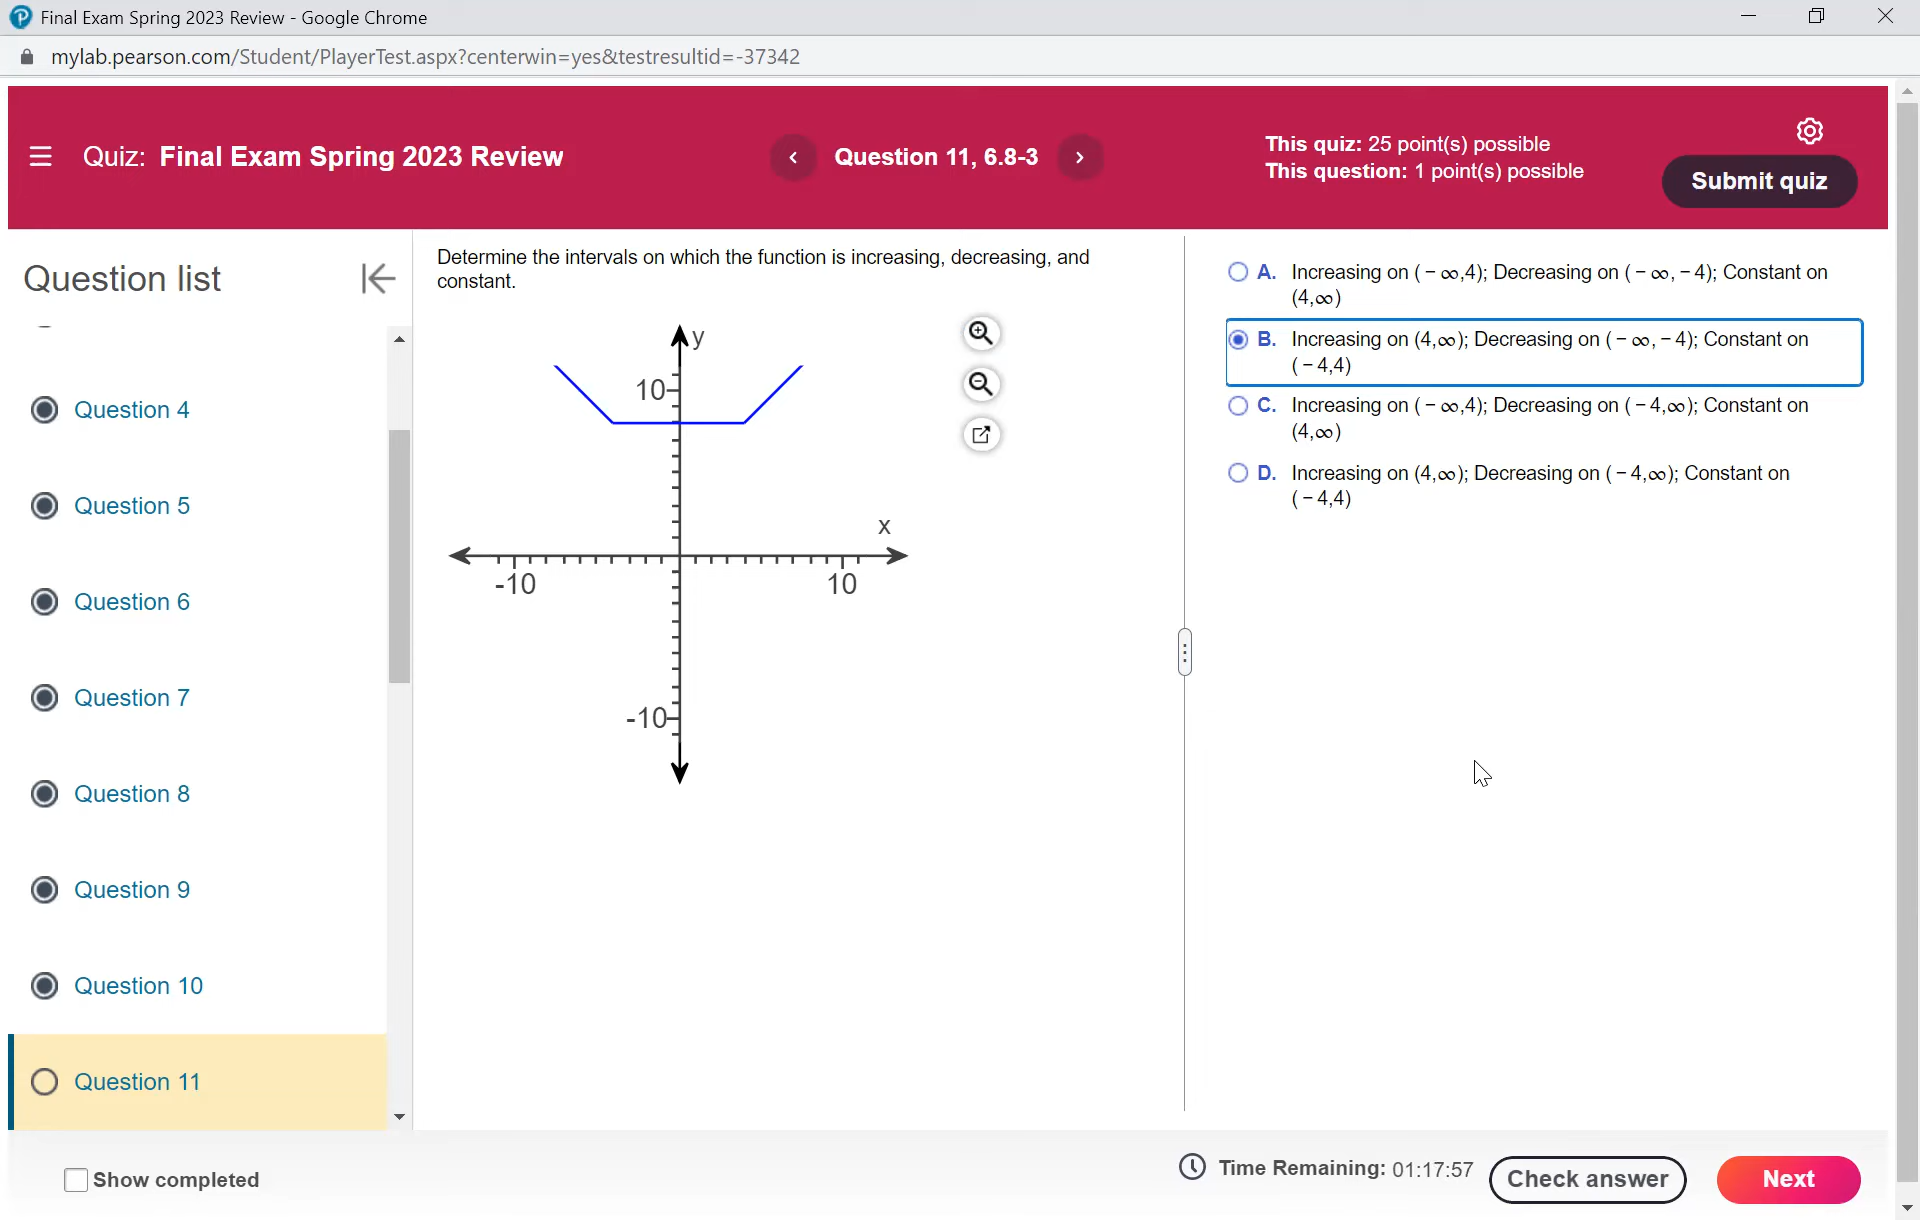 Final Exam Spring 2023 Review - Google Chrome
mylab.pearson.com/Student/PlayerTest.aspx?centerwin=yes&testresultid=-37342
Quiz: Final Exam Spring 2023 Review
Question 11, 6.8-3
This quiz: 25 point(s) possible
This question: 1 point(s) possible
Submit quiz
Question list
Question 4
Question 5
Question 6
Question 7
Question 8
Question 9
Question 10
Question 11
Determine the intervals on which the function is increasing, decreasing, and
constant.
y
10
x
-10
10
-10
A. Increasing on (−∞,4); Decreasing on (−∞,−4); Constant on
(4,∞)
B. Increasing on (4,∞); Decreasing on (−∞,−4); Constant on
(−4,4)
C. Increasing on (−∞,4); Decreasing on (−4,∞); Constant on
(4,∞)
D. Increasing on (4,∞); Decreasing on (−4,∞); Constant on
(−4,4)
Show completed
Time Remaining: 01:17:57
Check answer
Next